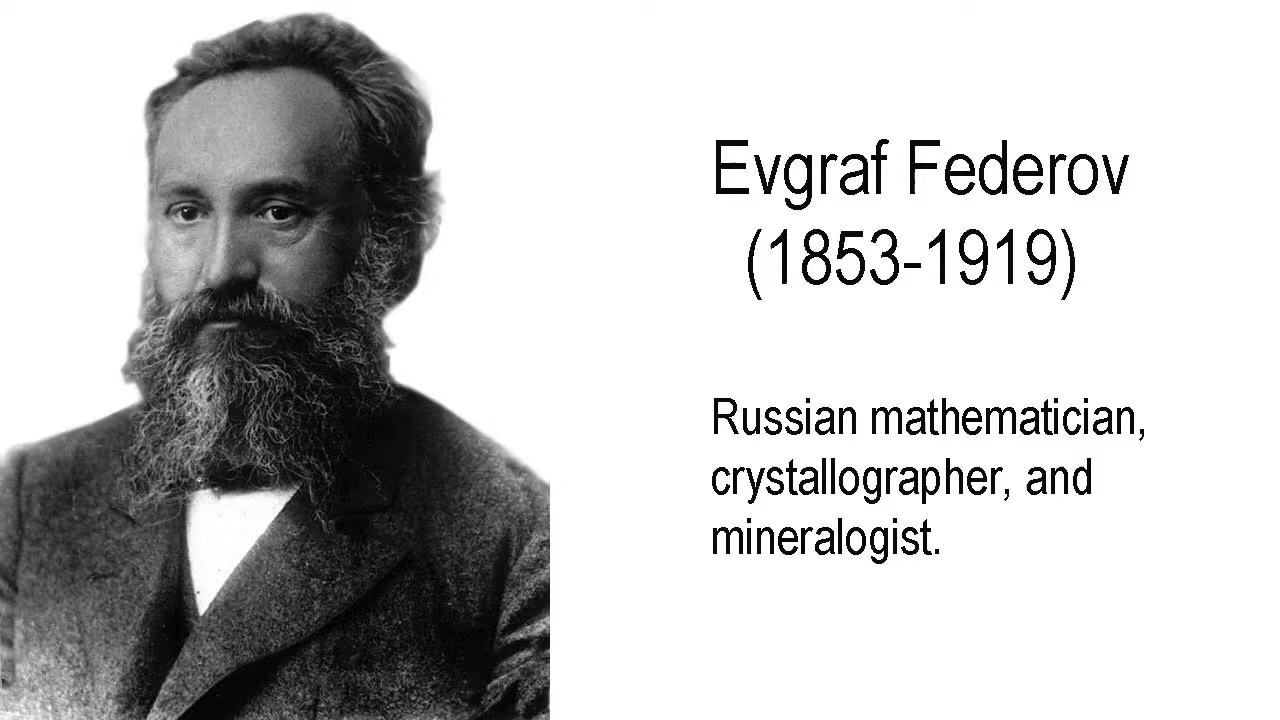 Evgraf Federov
(1853-1919)
Russian mathematician,
crystallographer, and
mineralogist.